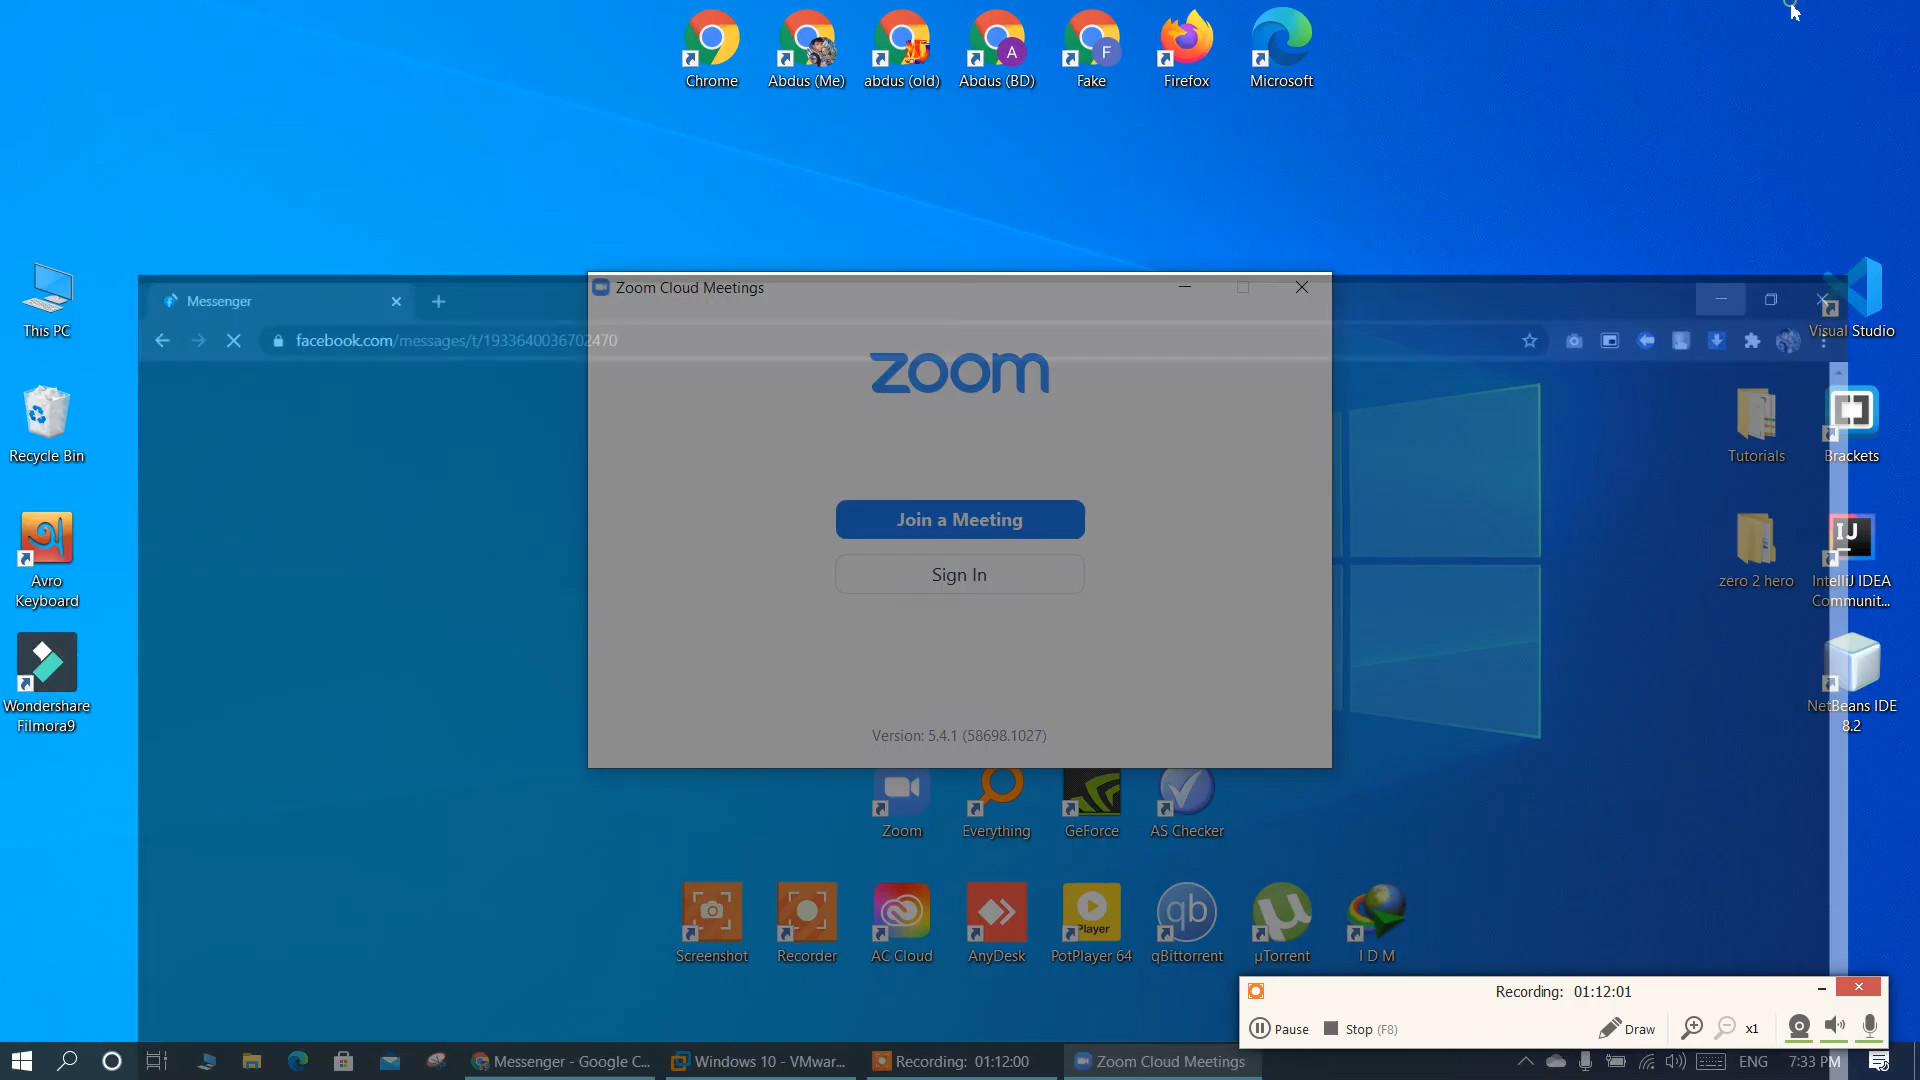 Chrome
Abdus (Me)
abdus (old)
Abdus (BD)
A
Fake
F
Firefox
Microsoft
This PC
Recycle Bin
Avro
Keyboard
Wondershare
Filmora9
Messenger
facebook.com/messages/t/1933640036702470
Zoom Cloud Meetings
zoom
Join a Meeting
Sign In
Version: 5.4.1 (58698.1027)
Visual Studio
Tutorials
Brackets
zero 2 hero
IJ
IntelliJ IDEA
Communit...
NetBeans IDE
8.2
Zoom
Everything
GeForce
AS Checker
Screenshot
Recorder
AC Cloud
AnyDesk
Player
PotPlayer 64
qb
qBittorrent
µTorrent
I D M
Recording: 01:12:01
Pause
Stop (F8)
Draw
x1
Messenger - Google C...
Windows 10 - VMwar...
Recording: 01:12:00
Zoom Cloud Meetings
ENG
7:33 PM